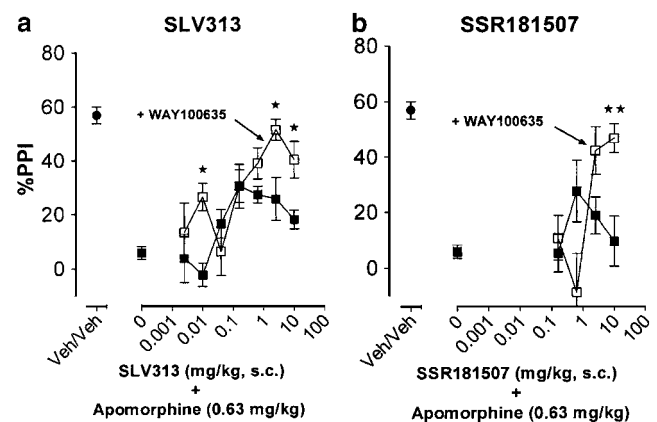 a
SLV313
80
60
40
20
0
%PPI
+ WAY100635
★
★
★
Veh/Veh
0
0.001
0.01
0.1
1
10
100
SLV313 (mg/kg, s.c.)
+
Apomorphine (0.63 mg/kg)
b
SSR181507
80
60
40
20
0
+ WAY100635
★★
Veh/Veh
0
0.001
0.01
0.1
1
10
100
SSR181507 (mg/kg, s.c.)
+
Apomorphine (0.63 mg/kg)